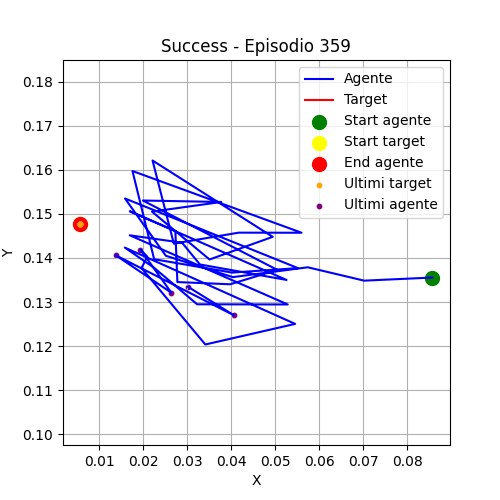 Success - Episodio 359
Y
0.18
0.17
0.16
0.15
0.14
0.13
0.12
0.11
0.10
Agente
Target
Start agente
Start target
End agente
Ultimi target
Ultimi agente
0.01 0.02 0.03 0.04 0.05 0.06 0.07 0.08
X